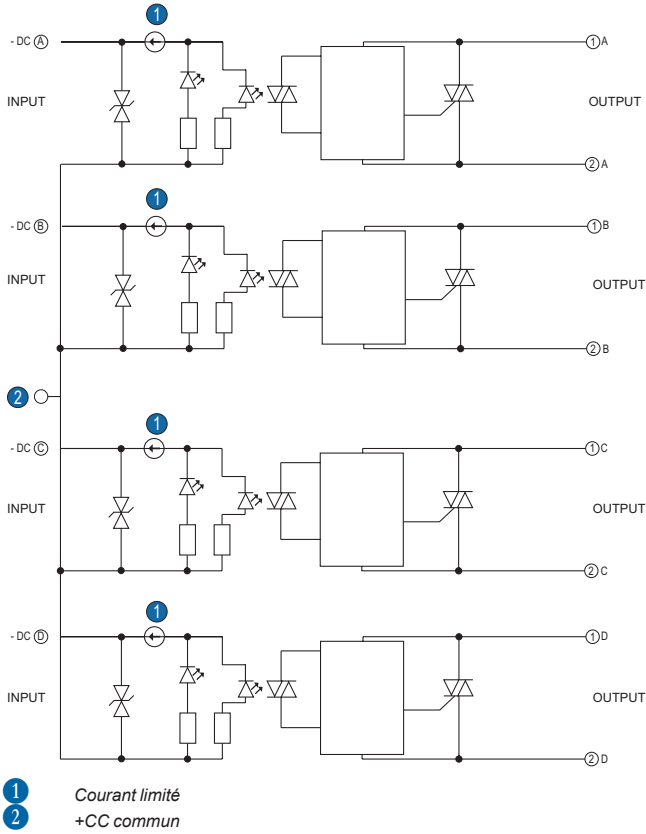 1
- DC Ⓐ ① A
INPUT OUTPUT
② A
1
- DC Ⓑ ① B
INPUT OUTPUT
② B
2
1
- DC Ⓒ ① C
INPUT OUTPUT
② C
1
- DC Ⓓ ① D
INPUT OUTPUT
② D
1 Courant limité
2 +CC commun